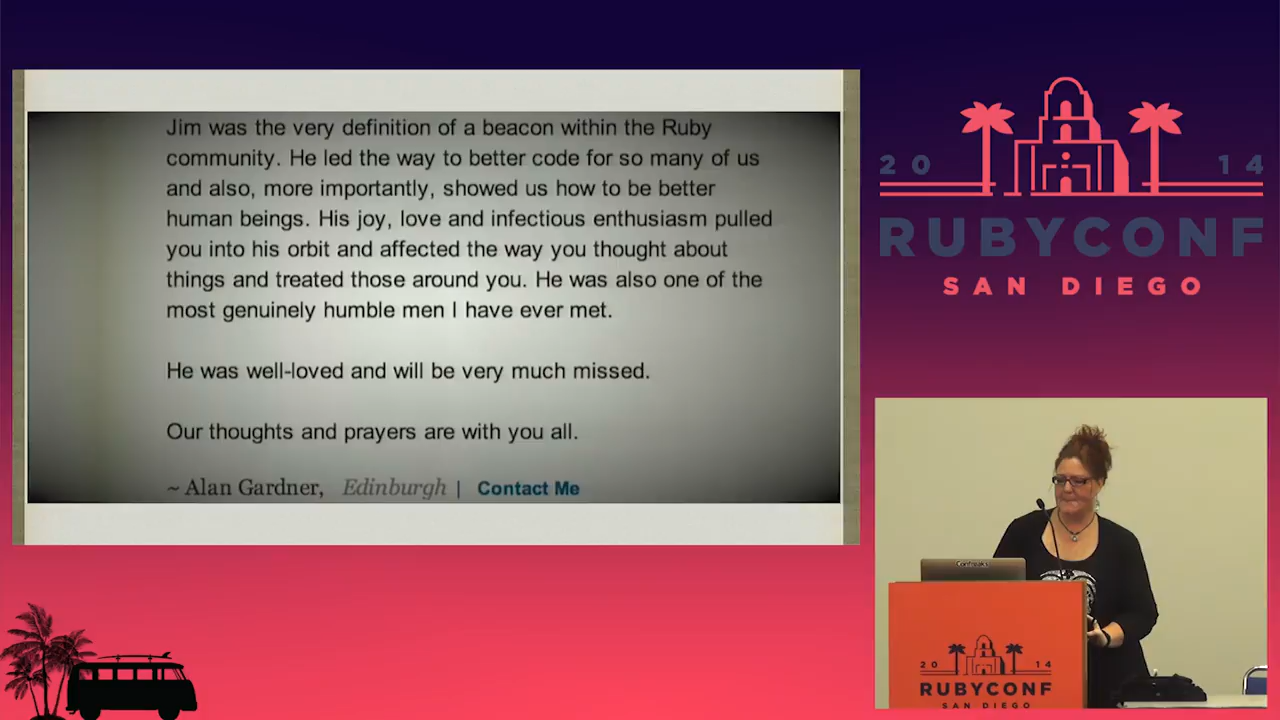 Jim was the very definition of a beacon within the Ruby
community. He led the way to better code for so many of us
and also, more importantly, showed us how to be better
human beings. His joy, love and infectious enthusiasm pulled
you into his orbit and affected the way you thought about
things and treated those around you. He was also one of the
most genuinely humble men I have ever met.
He was well-loved and will be very much missed.
Our thoughts and prayers are with you all.
~ Alan Gardner, Edinburgh | Contact Me
20 14
RUBYCONF
SAN DIEGO
Confreaks
20 14
RUBYCONF
SAN DIEGO